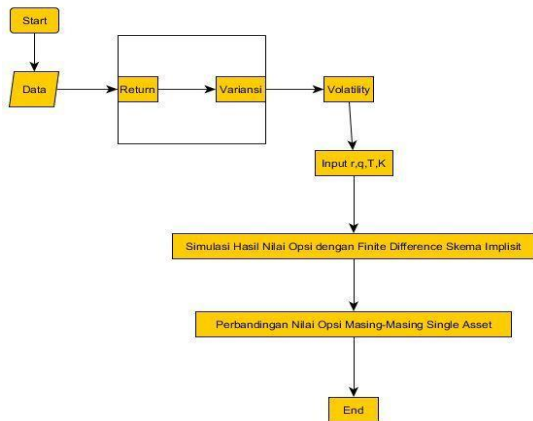 Start
Data
Return
Variansi
Volatility
Input r,q,T,K
Simulasi Hasil Nilai Opsi dengan Finite Difference Skema Implisit
Perbandingan Nilai Opsi Masing-Masing Single Asset
End